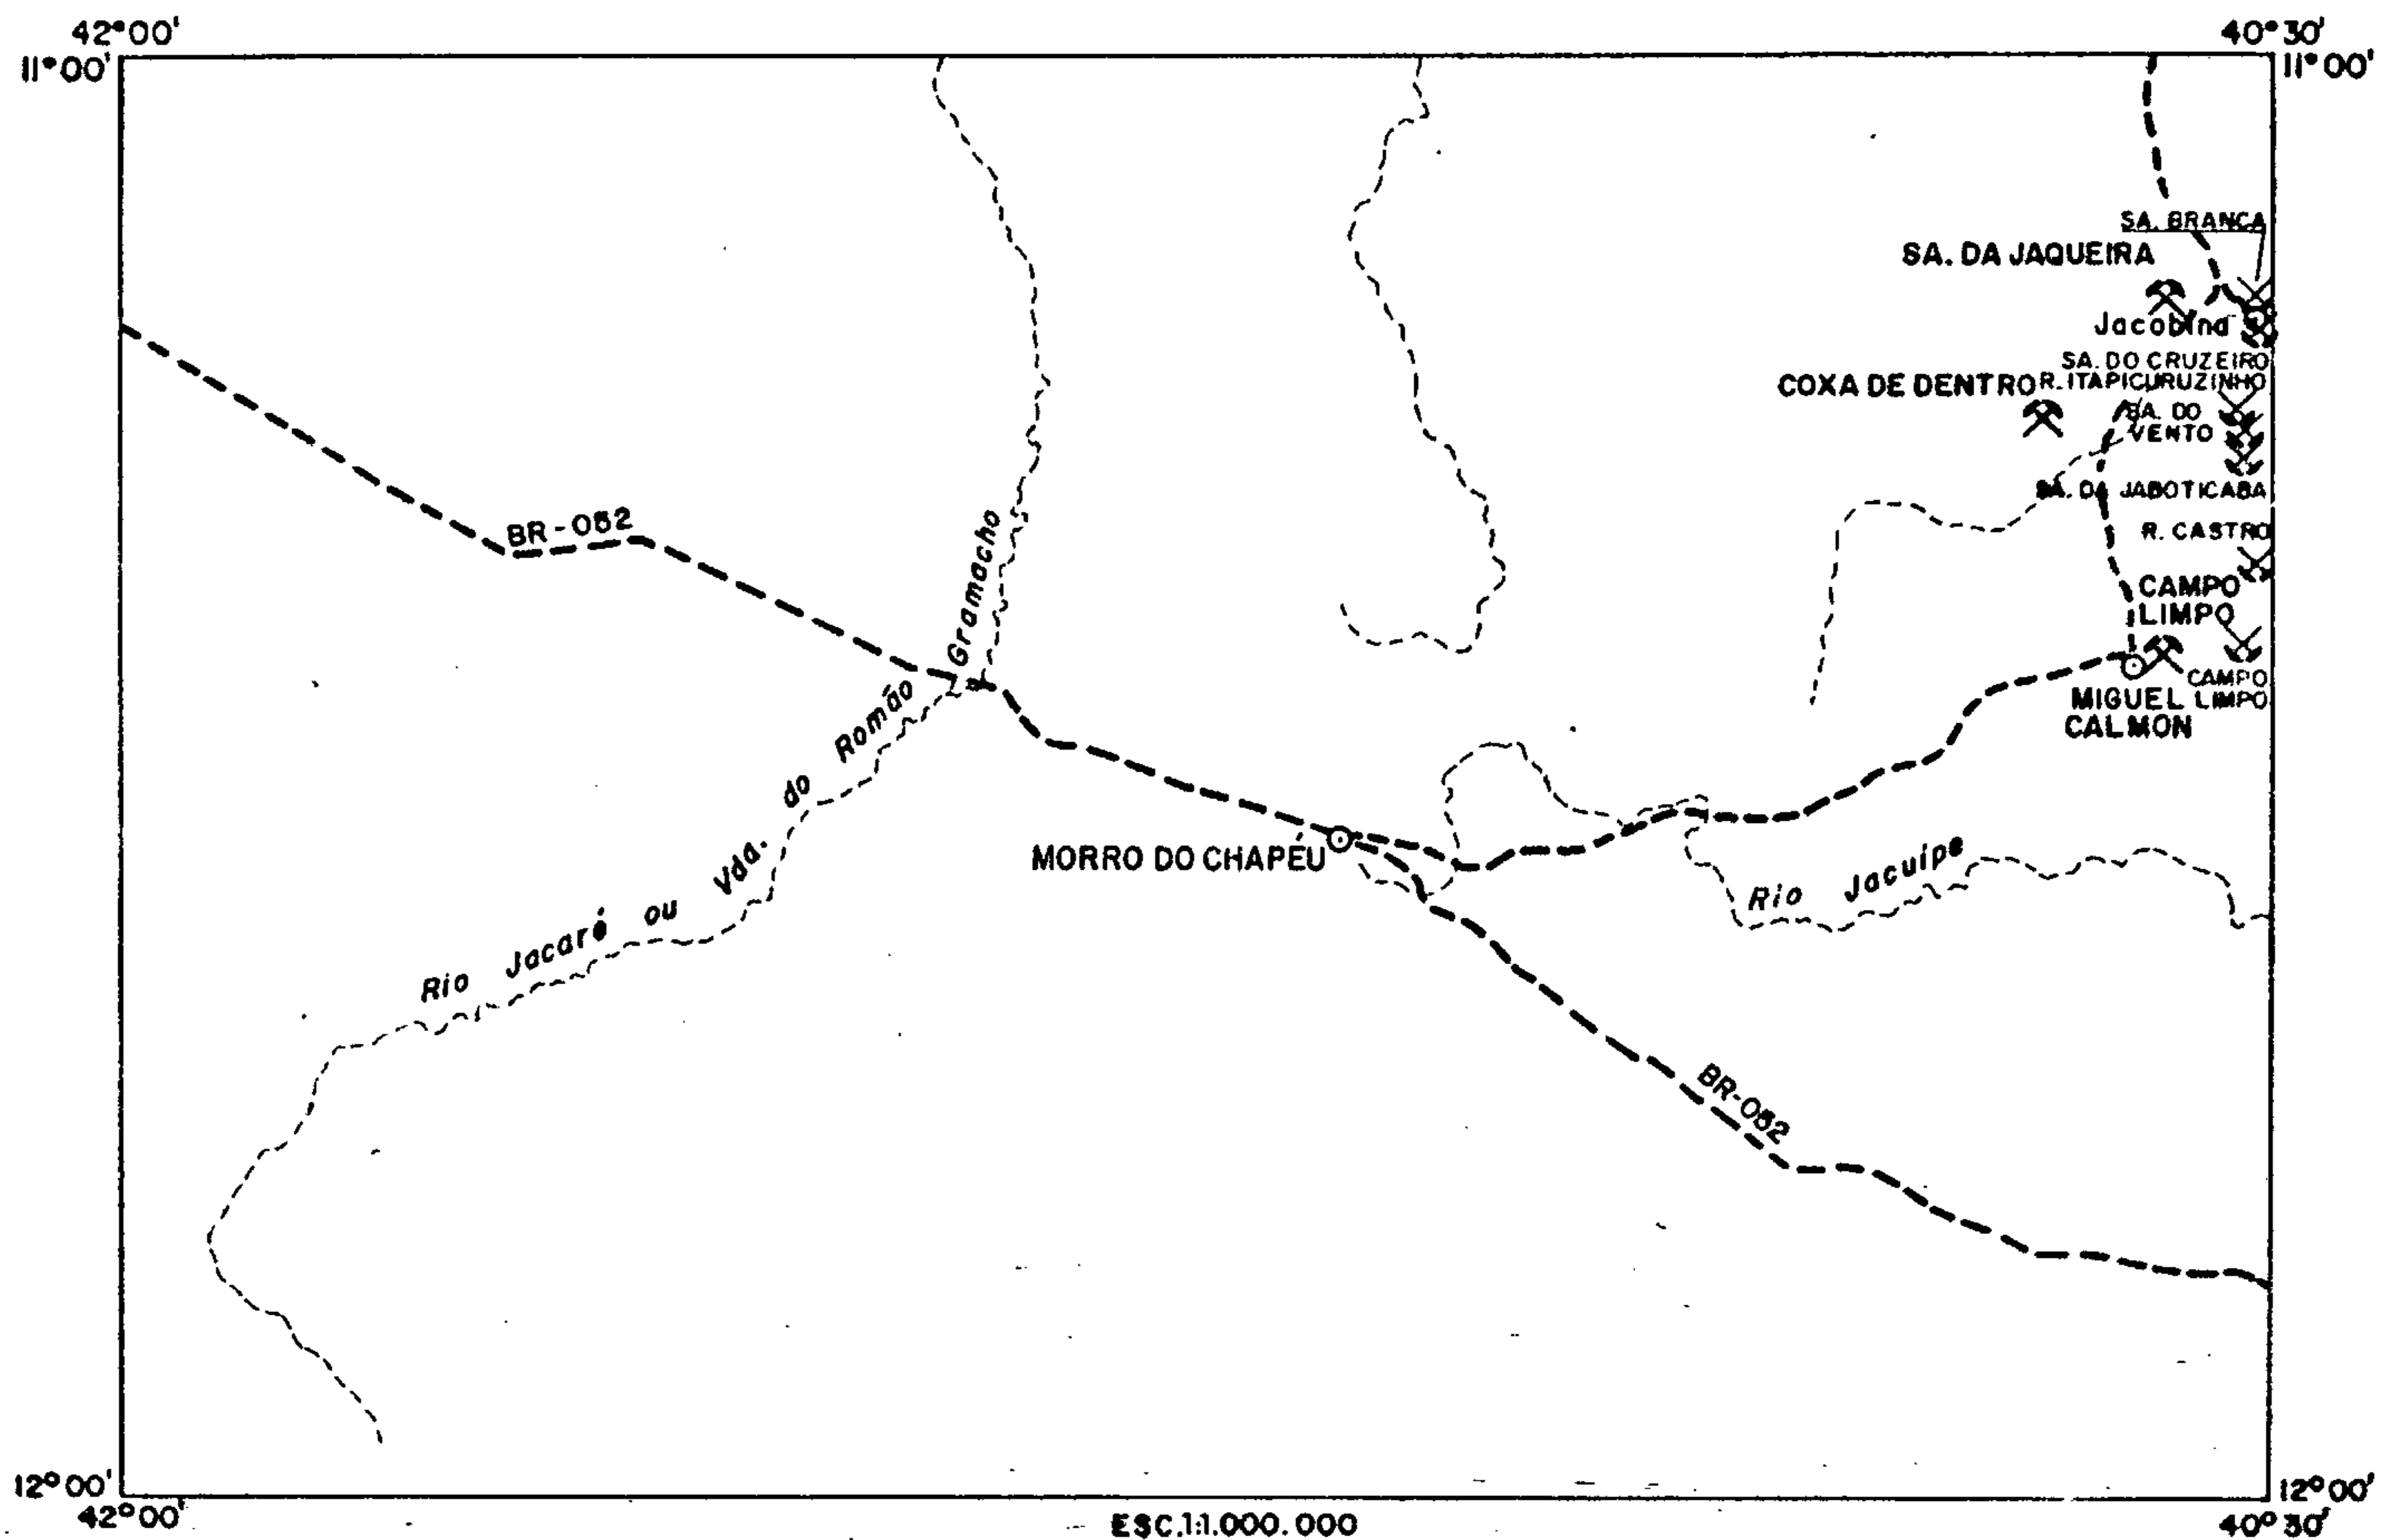 42°00'
40°30'
11°00'
11°00'
SA. BRANCA
SA. DA JAQUEIRA
Jacobina
SA. DO CRUZEIRO
COXA DE DENTRO
R. ITAPICURUZINHO
SA. DO
VENTO
SA. DA JABOTICABA
BR-052
R. CASTRO
Gramacho
CAMPO
LIMPO
CAMPO
LIMPO
MIGUEL
CALMON
MORRO DO CHAPÉU
Rio Jacaré ou Vda. do Romão
Rio Jacuípe
BR-052
12°00'
12°00'
42°00'
40°30'
ESC. 1:1.000.000